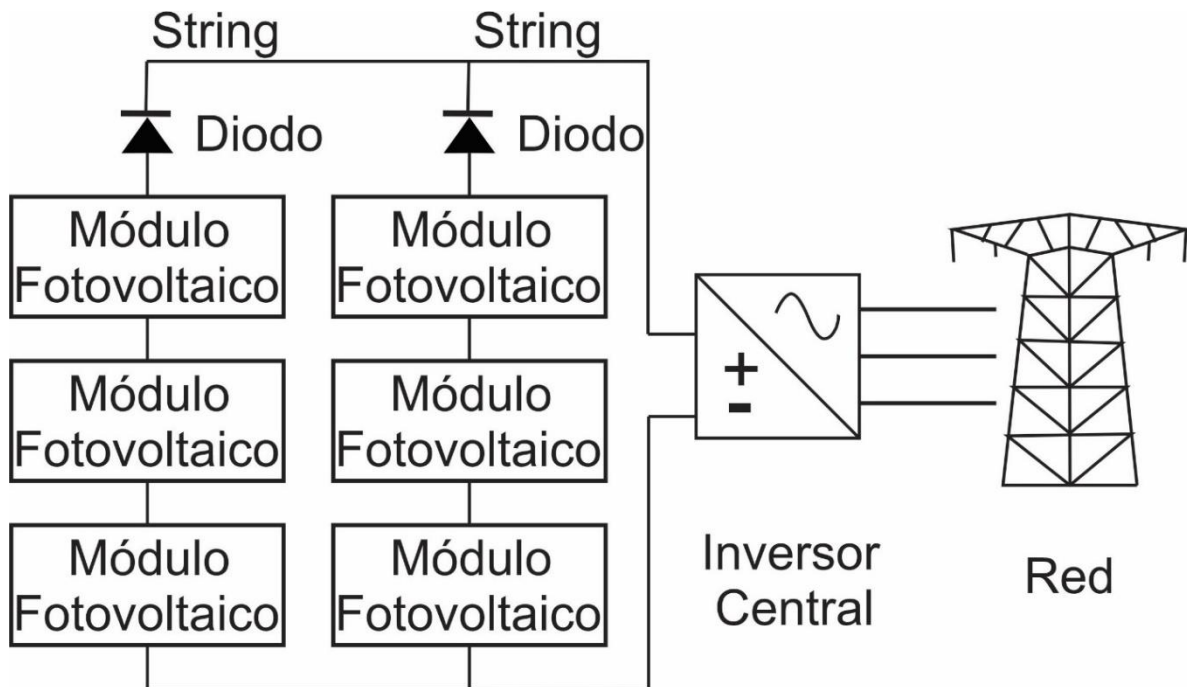 String
String
Diodo
Diodo
Módulo
Fotovoltaico
Módulo
Fotovoltaico
Módulo
Fotovoltaico
Módulo
Fotovoltaico
Módulo
Fotovoltaico
Módulo
Fotovoltaico
+
-
Inversor
Central
Red